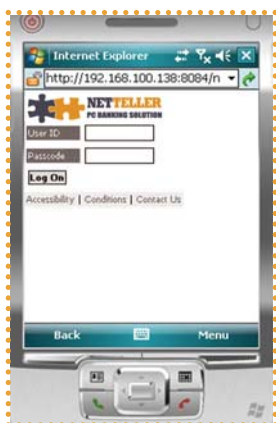 Internet Explorer
http://192.168.100.138:8084/n
NETTELLER
PC BANKING SOLUTION
User ID
Passcode
Log On
Accessibility | Conditions | Contact Us
Back Menu